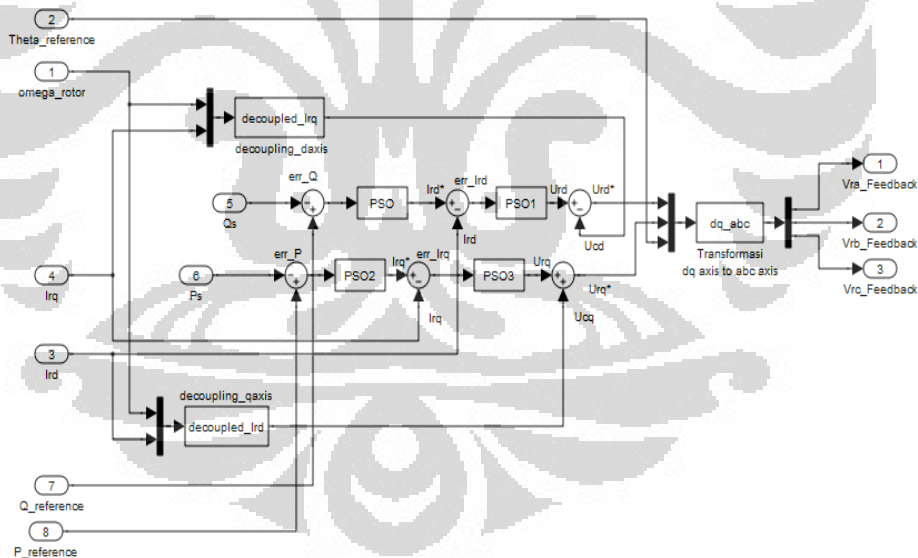 2
Theta_reference
1
omega_rotor
decoupled_Irq
decoupling_daxis
err_Q
5
Qs
PSO
Ird*
err_Ird
PSO1
Urd
Urd*
Ird
Ucd
dq_abc
Transformasi
dq axis to abc axis
1
Vra_Feedback
2
Vrb_Feedback
3
Vrc_Feedback
4
Irq
err_P
6
Ps
PSO2
Irq*
err_Irq
PSO3
Urq
Urq*
Irq
Ucq
3
Ird
decoupling_qaxis
decoupled_Ird
7
Q_reference
8
P_reference